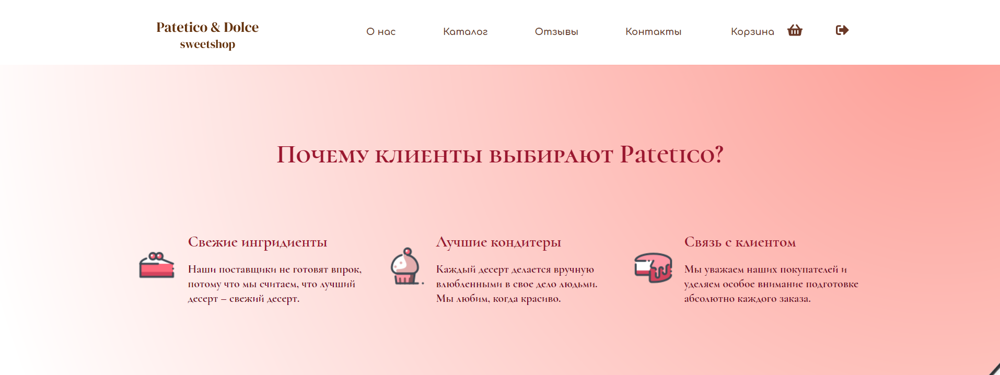 Patetico & Dolce
sweetshop
О нас
Каталог
Отзывы
Контакты
Корзина
Почему клиенты выбирают Patetico?
Свежие ингридиенты
Наши поставщики не готовят впрок,
потому что мы считаем, что лучший
десерт – свежий десерт.
Лучшие кондитеры
Каждый десерт делается вручную
влюбленными в свое дело людьми.
Мы любим, когда красиво.
Связь с клиентом
Мы уважаем наших покупателей и
уделяем особое внимание подготовке
абсолютно каждого заказа.